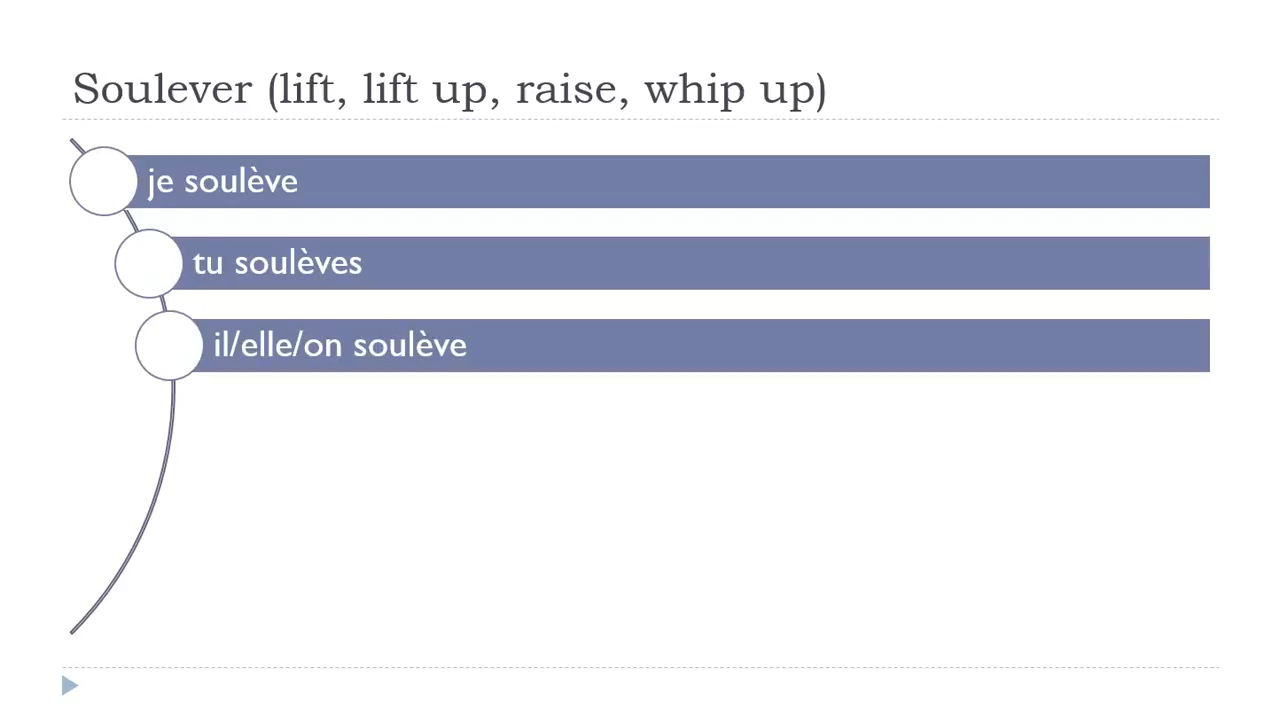 Soulever (lift, lift up, raise, whip up)
je soulève
tu soulèves
il/elle/on soulève